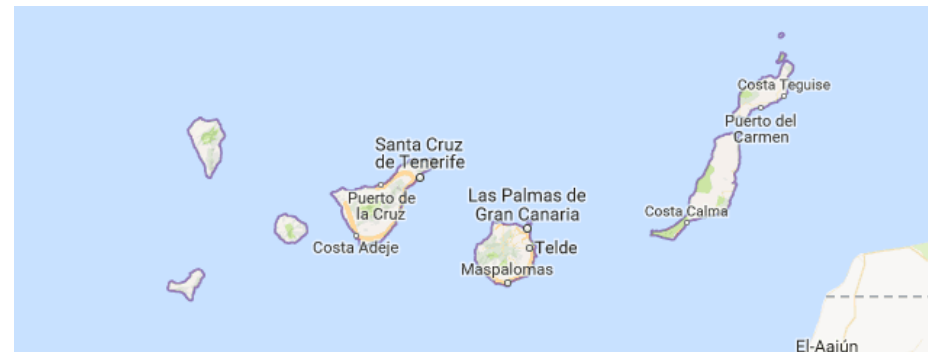 Costa Teguise
Puerto del
Carmen
Santa Cruz
de Tenerife
Puerto de
la Cruz
Las Palmas de
Gran Canaria
Costa Calma
Costa Adeje
Telde
Maspalomas
El-Aaiún